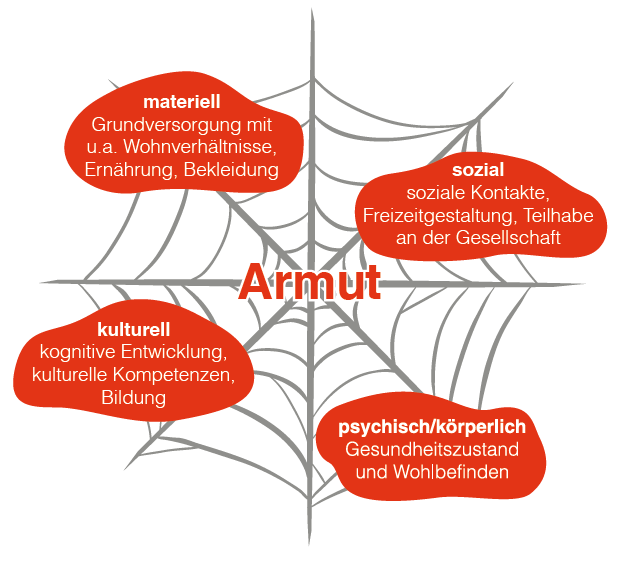 materiell
Grundversorgung mit
u.a. Wohnverhältnisse,
Ernährung, Bekleidung
sozial
soziale Kontakte,
Freizeitgestaltung, Teilhabe
an der Gesellschaft
Armut
kulturell
kognitive Entwicklung,
kulturelle Kompetenzen,
Bildung
psychisch/körperlich
Gesundheitszustand
und Wohlbefinden